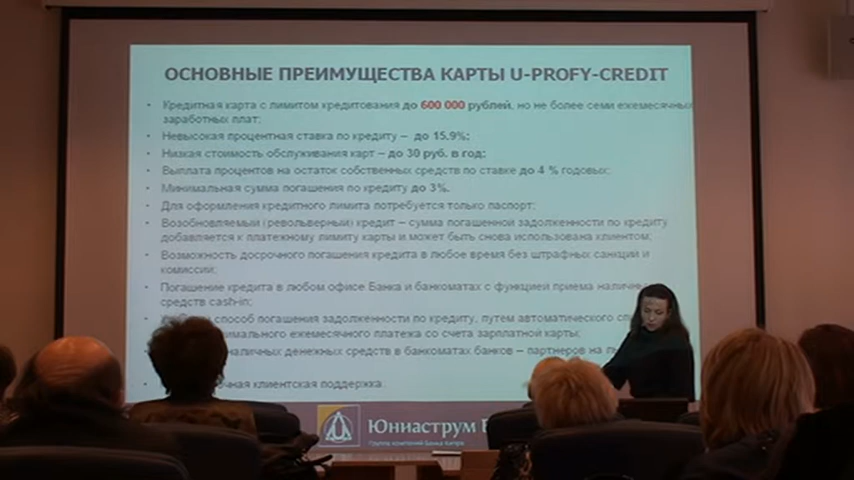 ОСНОВНЫЕ ПРЕИМУЩЕСТВА КАРТЫ U-PROFY-CREDIT
• Кредитная карта с лимитом кредитования до 600 000 рублей, но не более семи ежемесячных
заработных плат;
• Невысокая процентная ставка по кредиту – до 15.9%;
• Низкая стоимость обслуживания карт – до 30 руб. в год;
• Выплата процентов на остаток собственных средств по ставке до 4 % годовых;
• Минимальная сумма погашения по кредиту до 3%.
• Для оформления кредитного лимита потребуется только паспорт;
• Возобновляемый (револьверный) кредит – сумма погашенной задолженности по кредиту
добавляется к платежному лимиту карты и может быть снова использована клиентом;
• Возможность досрочного погашения кредита в любое время без штрафных санкций и
комиссии;
• Погашение кредита в любом офисе Банка и банкоматах с функцией приема наличных
средств cash-in;
• способ погашения задолженности по кредиту, путем автоматического
ежемесячного платежа со счета зарплатной карты;
наличных денежных средств в банкоматах банков – партнеров на
• клиентская поддержка.
Юниаструм
Группа компаний Банка Кипра